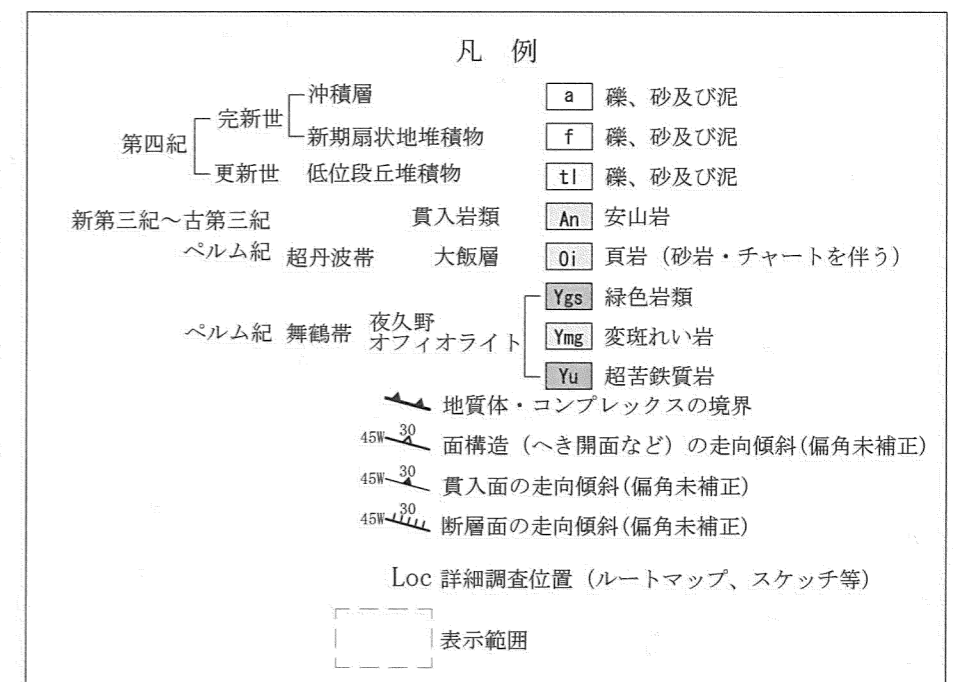 凡 例
沖積層 a 礫、砂及び泥
完新世
新期扇状地堆積物 f 礫、砂及び泥
第四紀
更新世 低位段丘堆積物 tl 礫、砂及び泥
新第三紀～古第三紀 貫入岩類 An 安山岩
ペルム紀 超丹波帯 大飯層 Oi 頁岩（砂岩・チャートを伴う）
Ygs 緑色岩類
ペルム紀 舞鶴帯 夜久野
オフィオライト Ymg 変斑れい岩
Yu 超苦鉄質岩
地質体・コンプレックスの境界
45W 30 面構造（へき開面など）の走向傾斜(偏角未補正)
45W 30 貫入面の走向傾斜(偏角未補正)
45W 30 断層面の走向傾斜(偏角未補正)
Loc 詳細調査位置（ルートマップ、スケッチ等）
表示範囲